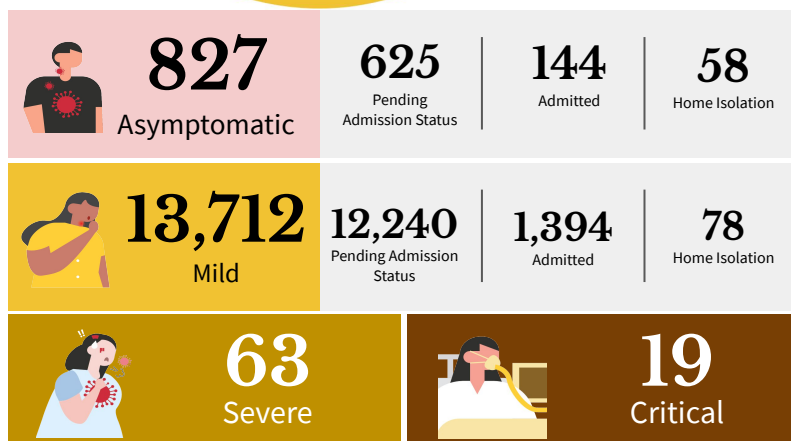 827
Asymptomatic
625
Pending
Admission Status
144
Admitted
58
Home Isolation
13,712
Mild
12,240
Pending Admission
Status
1,394
Admitted
78
Home Isolation
!!
63
Severe
19
Critical